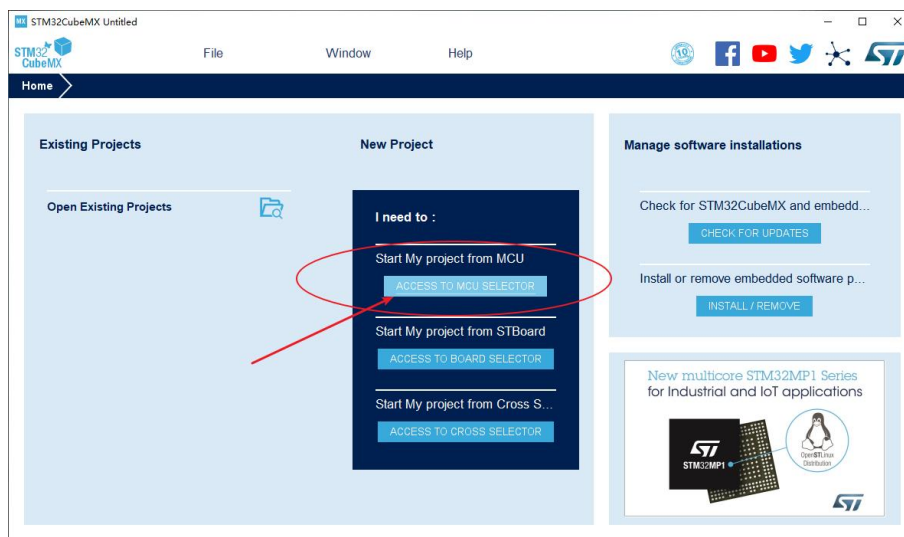 MX STM32CubeMX Untitled
STM32
CubeMX
File
Window
Help
10
Home
Existing Projects
New Project
Manage software installations
Open Existing Projects
I need to :
Start My project from MCU
ACCESS TO MCU SELECTOR
Start My project from STBoard
ACCESS TO BOARD SELECTOR
Start My project from Cross S...
ACCESS TO CROSS SELECTOR
Check for STM32CubeMX and embedd...
CHECK FOR UPDATES
Install or remove embedded software p...
INSTALL / REMOVE
New multicore STM32MP1 Series
for Industrial and IoT applications
STM32MP1
OpenSTLinux
Distribution